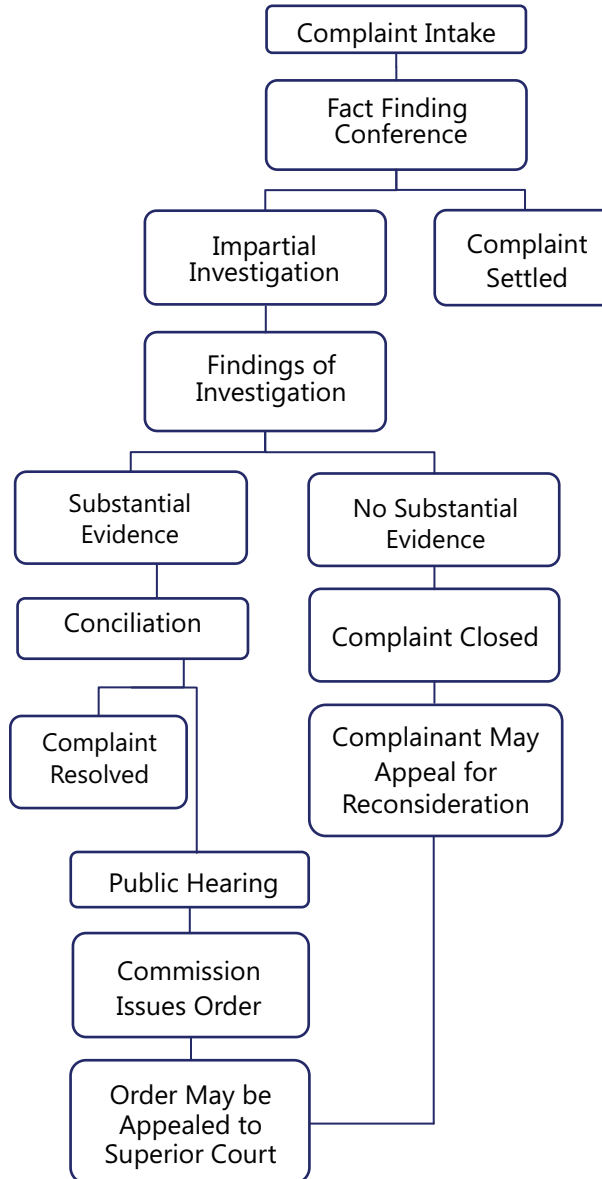 Complaint Intake
Fact Finding
Conference
Impartial
Investigation
Complaint
Settled
Findings of
Investigation
Substantial
Evidence
No Substantial
Evidence
Conciliation
Complaint Closed
Complaint
Resolved
Complainant May
Appeal for
Reconsideration
Public Hearing
Commission
Issues Order
Order May be
Appealed to
Superior Court